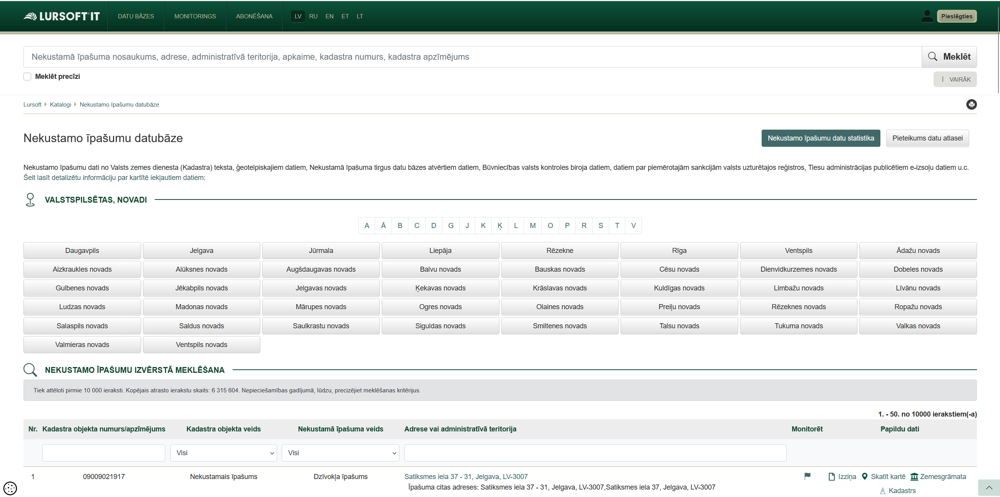 LURSOFT® IT DATU BĀZES MONITORINGS ABONĒŠANA LV RU EN ET LT Pieslēgties
Nekustamā īpašuma nosaukums, adrese, administratīvā teritorija, apkaime, kadastra numurs, kadastra apzīmējums Meklēt
Meklēt precīzi VAIRĀK
Lursoft Katalogi Nekustamo īpašumu datubāze
Nekustamo īpašumu datubāze Nekustamo īpašumu datu statistika Pieteikums datu atlasei
Nekustamo īpašumu dati no Valsts zemes dienesta (Kadastra) teksta, ģeotelpiskajiem datiem, Nekustamā īpašuma tirgus datu bāzes atvērtiem datiem, Būvniecības valsts kontroles biroja datiem, datiem par piemērotajām sankcijām valsts uzturētajos reģistros, Tiesu administrācijas publicētiem e-izsoļu datiem u.c.
Šeit lasīt detalizētu informāciju par kartītē iekļautiem datiem:
VALSTSPILSĒTAS, NOVADI
A Ā B C D G J K Ķ L M O P R S T V
Daugavpils Jelgava Jūrmala Liepāja Rēzekne Rīga Ventspils Ādažu novads
Aizkraukles novads Alūksnes novads Augšdaugavas novads Balvu novads Bauskas novads Cēsu novads Dienvidkurzemes novads Dobeles novads
Gulbenes novads Jēkabpils novads Jelgavas novads Ķekavas novads Krāslavas novads Kuldīgas novads Limbažu novads Līvānu novads
Ludzas novads Madonas novads Mārupes novads Ogres novads Olaines novads Preiļu novads Rēzeknes novads Ropažu novads
Salaspils novads Saldus novads Saulkrastu novads Siguldas novads Smiltenes novads Talsu novads Tukuma novads Valkas novads
Valmieras novads Ventspils novads
NEKUSTAMO ĪPAŠUMU IZVĒRSTĀ MEKLĒŠANA
Tiek attēloti pirmie 10 000 ieraksti. Kopējais atrasto ierakstu skaits: 6 315 604. Nepieciešamības gadījumā, lūdzu, precizējiet meklēšanas kritērijus.
1. - 50. no 10000 ierakstiem(-a)
Nr. Kadastra objekta numurs/apzīmējums Kadastra objekta veids Nekustamā īpašuma veids Adrese vai administratīvā teritorija Monitorēt Papildu dati
Visi Visi
1 09009021917 Nekustamais īpašums Dzīvokļa īpašums Satiksmes iela 37 - 31, Jelgava, LV-3007 Izziņa Skatīt kartē Zemesgrāmata
Īpašuma citas adreses: Satiksmes iela 37 - 31, Jelgava, LV-3007,Satiksmes iela 37, Jelgava, LV-3007
Kadastrs